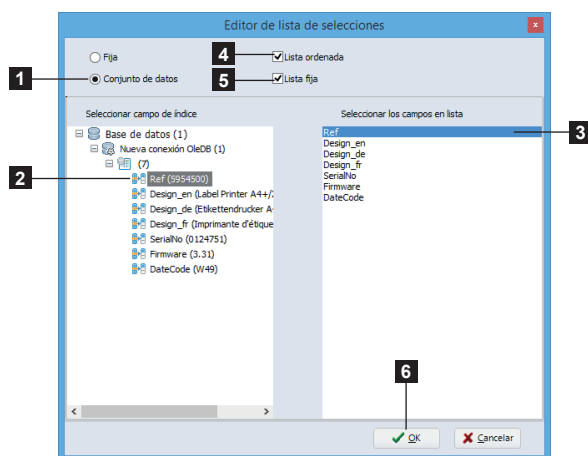 Editor de lista de selecciones
x
Fija
4
Lista ordenada
1
Conjunto de datos
5
Lista fija
Seleccionar campo de índice
Seleccionar los campos en lista
Base de datos (1)
Nueva conexión OleDB (1)
(7)
2
Ref (5954500)
Design_en (Label Printer A4+/
Design_de (Etikettendrucker A
Design_fr (Imprimante d'étique
SerialNo (0124751)
Firmware (3.31)
DateCode (W49)
Ref
3
Design_en
Design_de
Design_fr
SerialNo
Firmware
DateCode
6
OK
Cancelar